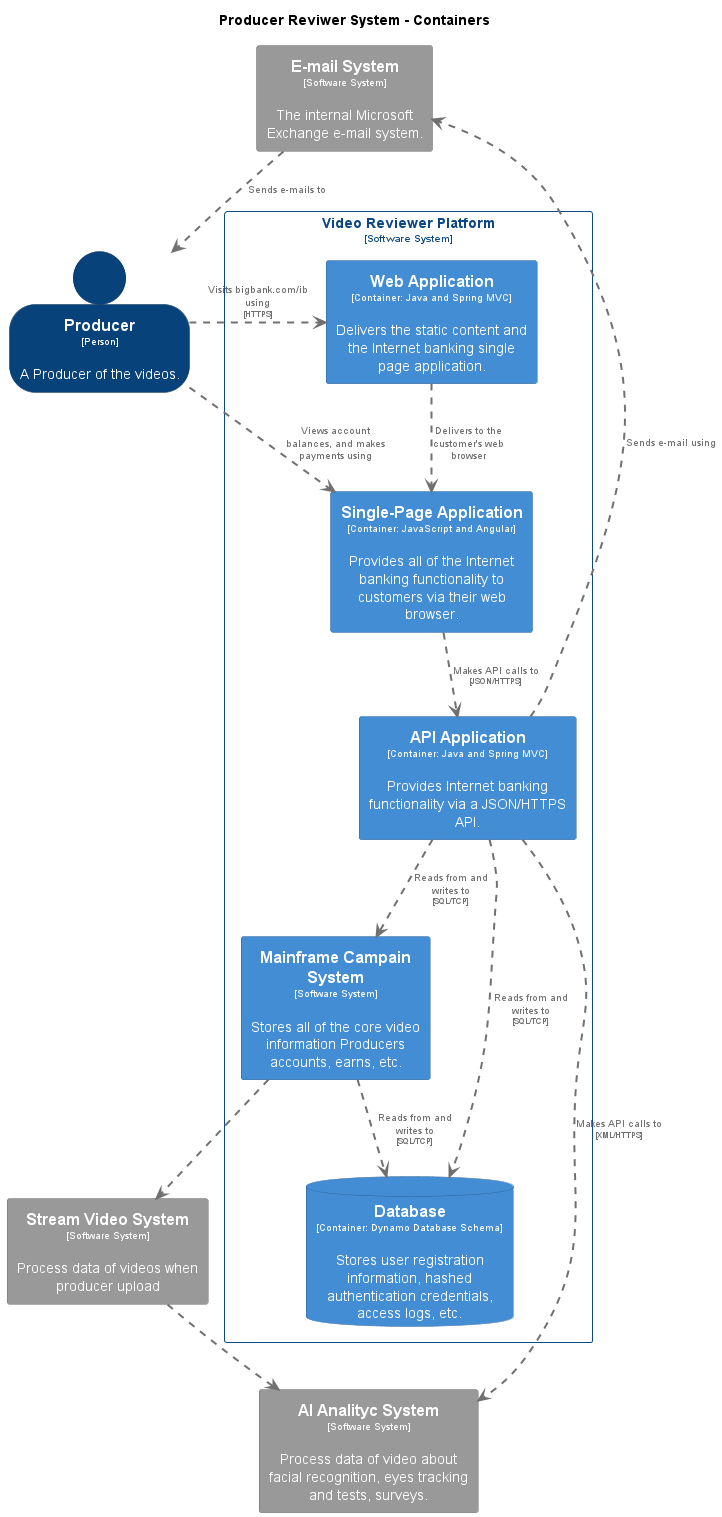 Producer Reviwer System - Containers
E-mail System
[Software System]
The internal Microsoft
Exchange e-mail system.
Sends e-mails to
Video Reviewer Platform
[Software System]
Producer
[Person]
A Producer of the videos.
Visits bigbank.com/ib
using
[HTTPS]
Web Application
[Container: Java and Spring MVC]
Delivers the static content and
the Internet banking single
page application.
Views account
balances, and makes
payments using
Delivers to the
customer's web
browser
Sends e-mail using
Single-Page Application
[Container: JavaScript and Angular]
Provides all of the Internet
banking functionality to
customers via their web
browser.
Makes API calls to
[JSON/HTTPS]
API Application
[Container: Java and Spring MVC]
Provides Internet banking
functionality via a JSON/HTTPS
API.
Reads from and
writes to
[SQL/TCP]
Mainframe Campain
System
[Software System]
Stores all of the core video
information Producers
accounts, earns, etc.
Reads from and
writes to
[SQL/TCP]
Reads from and
writes to
[SQL/TCP]
Makes API calls to
[XML/HTTPS]
Stream Video System
[Software System]
Process data of videos when
producer upload
Database
[Container: Dynamo Database Schema]
Stores user registration
information, hashed
authentication credentials,
access logs, etc.
AI Analityc System
[Software System]
Process data of video about
facial recognition, eyes tracking
and tests, surveys.